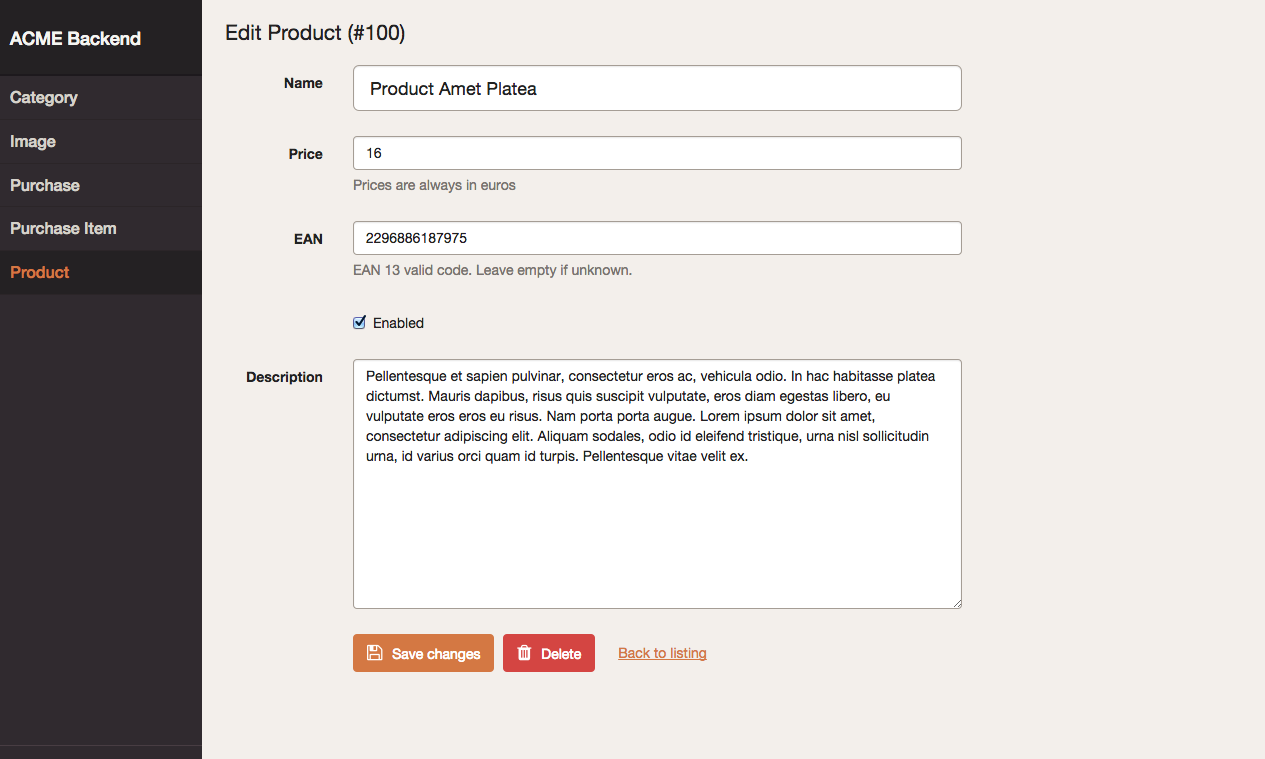 ACME Backend
Category
Image
Purchase
Purchase Item
Product
Edit Product (#100)
Name
Product Amet Platea
Price
16
Prices are always in euros
EAN
2296886187975
EAN 13 valid code. Leave empty if unknown.
Enabled
Description
Pellentesque et sapien pulvinar, consectetur eros ac, vehicula odio. In hac habitasse platea
dictumst. Mauris dapibus, risus quis suscipit vulputate, eros diam egestas libero, eu
vulputate eros eros eu risus. Nam porta porta augue. Lorem ipsum dolor sit amet,
consectetur adipiscing elit. Aliquam sodales, odio id eleifend tristique, urna nisl sollicitudin
urna, id varius orci quam id turpis. Pellentesque vitae velit ex.
Save changes
Delete
Back to listing